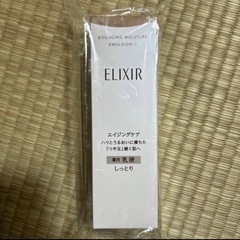 BOUNCING MOISTURE
EMULSION II
ELIXIR
エイジングケア
ハリとうるおいに満ちた
「つや玉」続く肌へ
薬用 乳液
しっとり